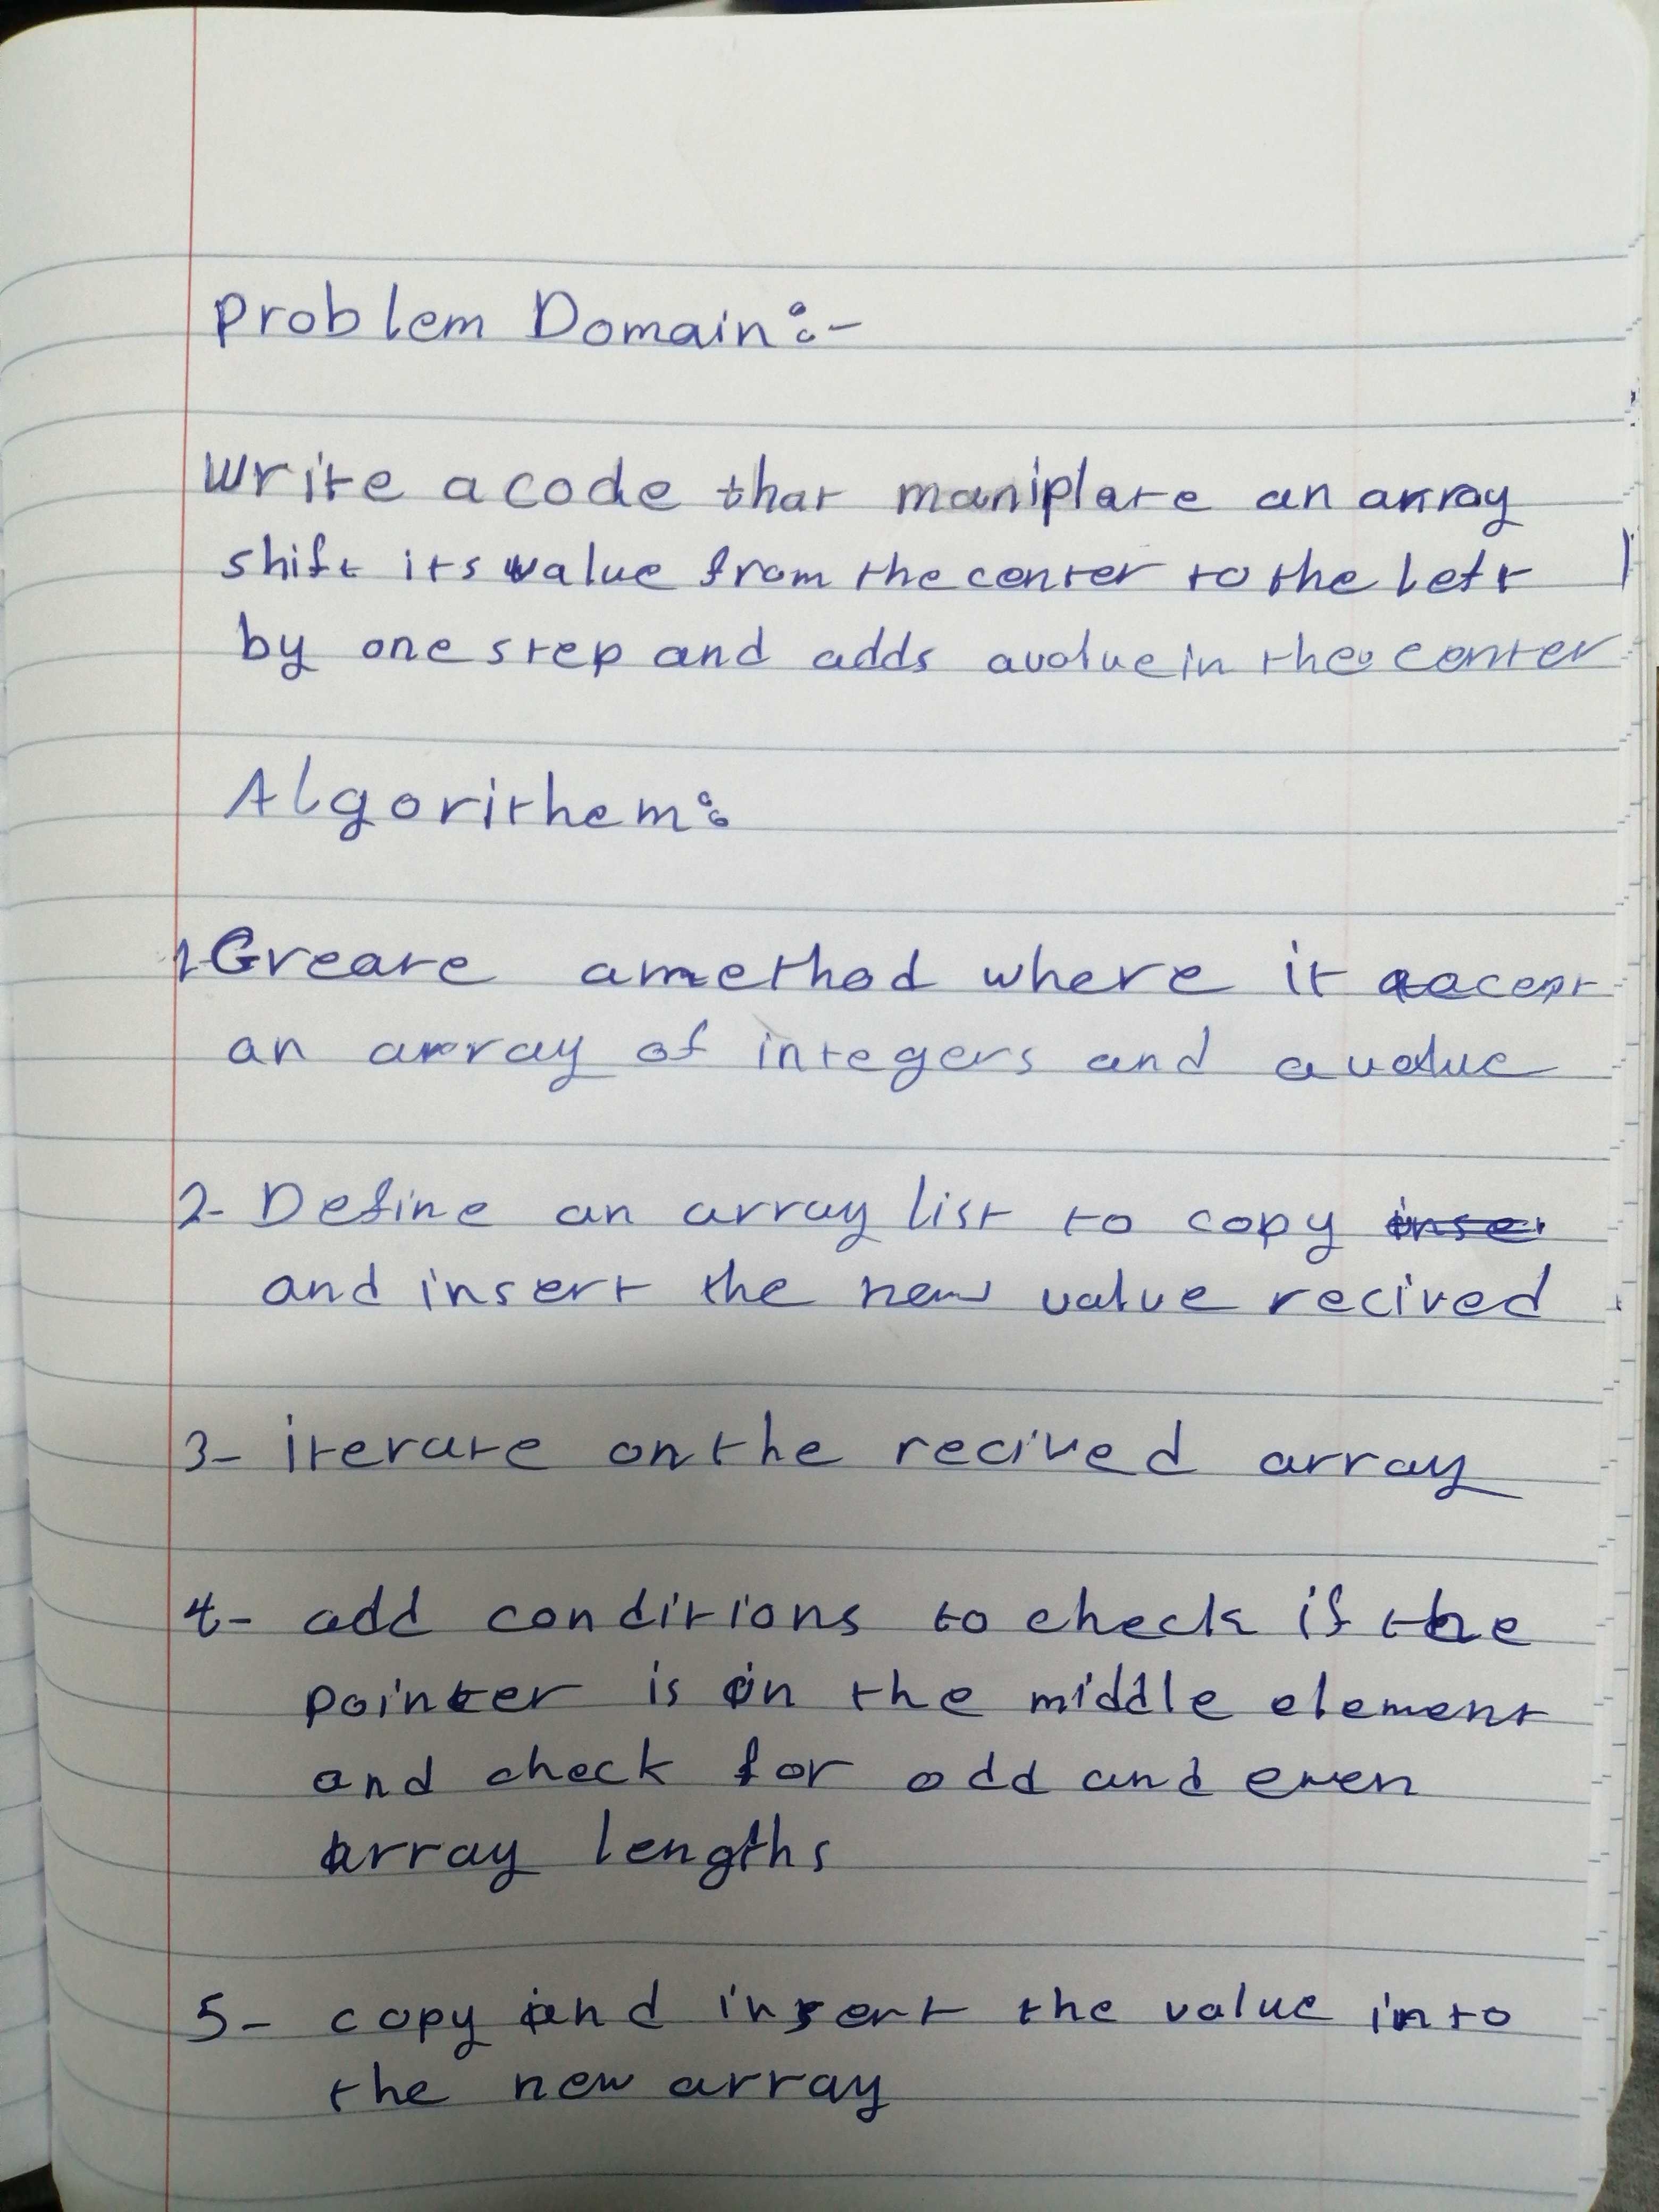 Problem Domain:-
Write a code that maniplate an array
shift its value from the center to the left
by one step and adds a value in the center
Algorithem:
1-Create a method where it accept
an array of integers and a value
2- Define an array list to copy
and insert the new value recived
3- iterate on the recived array
4- add conditions to check if the
pointer is in the middle element
and check for odd and even
array lengths
5- copy and insert the value into
the new array